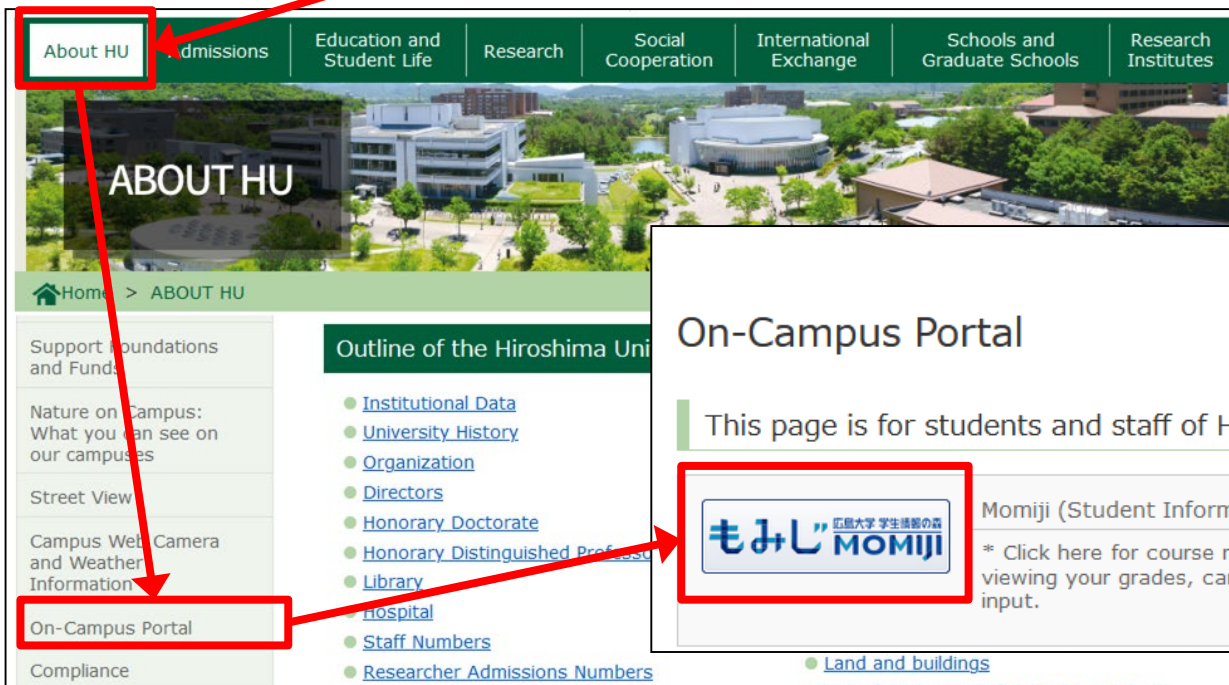 About HU
Admissions
Education and
Student Life
Research
Social
Cooperation
International
Exchange
Schools and
Graduate Schools
Research
Institutes
ABOUT HU
Home > ABOUT HU
Support Foundations
and Funds
Nature on Campus:
What you can see on
our campuses
Street View
Campus Web Camera
and Weather
Information
On-Campus Portal
Compliance
Outline of the Hiroshima Uni
Institutional Data
University History
Organization
Directors
Honorary Doctorate
Honorary Distinguished Professo
Library
Hospital
Staff Numbers
Researcher Admissions Numbers
Land and buildings
On-Campus Portal
This page is for students and staff of H
もみじ 広島大学 学生情報の森
MOMIJI
Momiji (Student Inform
* Click here for course r
viewing your grades, car
input.